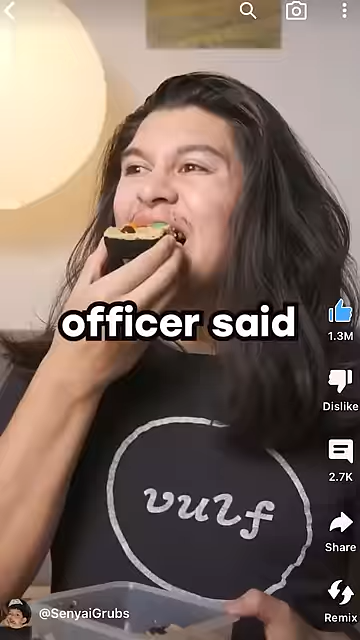 officer said
1.3M
Dislike
vulf
2.7K
Share
@SenyaiGrubs
Remix